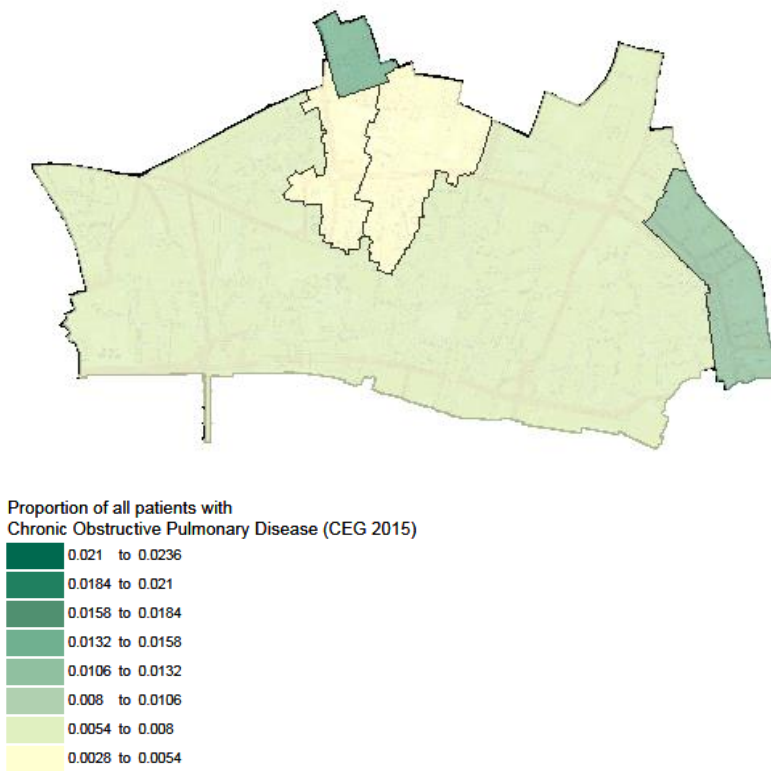 Proportion of all patients with
Chronic Obstructive Pulmonary Disease (CEG 2015)
0.021 to 0.0236
0.0184 to 0.021
0.0158 to 0.0184
0.0132 to 0.0158
0.0106 to 0.0132
0.008 to 0.0106
0.0054 to 0.008
0.0028 to 0.0054